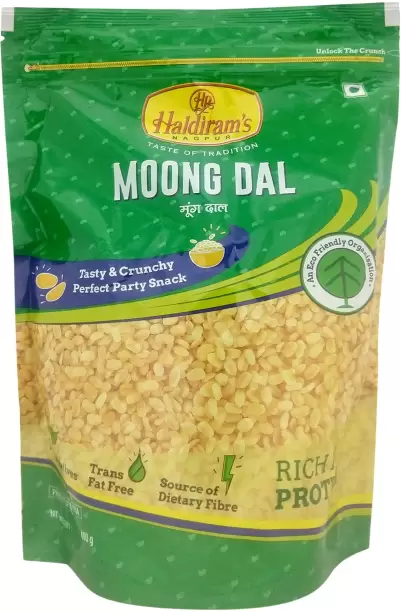 Unlock The Crunch
Haldiram's
NAGPUR
TASTE OF TRADITION
MOONG DAL
मूंग दाल
Tasty & Crunchy
Perfect Party Snack
An Eco Friendly Organisation
Trans
Fat Free
Source of
Dietary Fibre
RICH